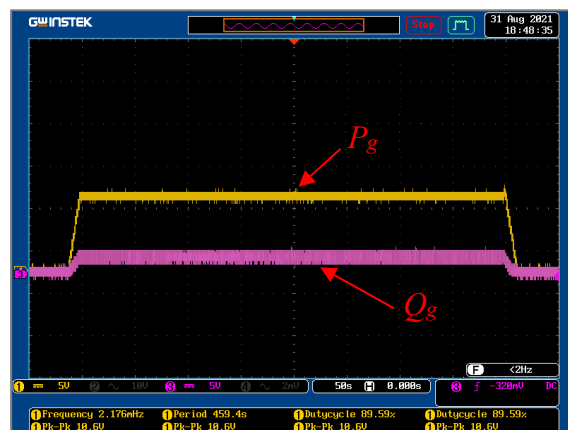 GWINSTEK
Stop
31 Aug 2021
18:48:35
Pg
Qg
3
F <2Hz
1 5V 2 10V 3 5V 4 2mV 50s H 0.000s 3 -320mV DC
1 Frequency 2.176mHz 1 Period 459.4s 1 Dutycycle 89.59% 1 Dutycycle 89.59%
1 Pk-Pk 10.6V 1 Pk-Pk 10.6V 1 Pk-Pk 10.6V 1 Pk-Pk 10.6V